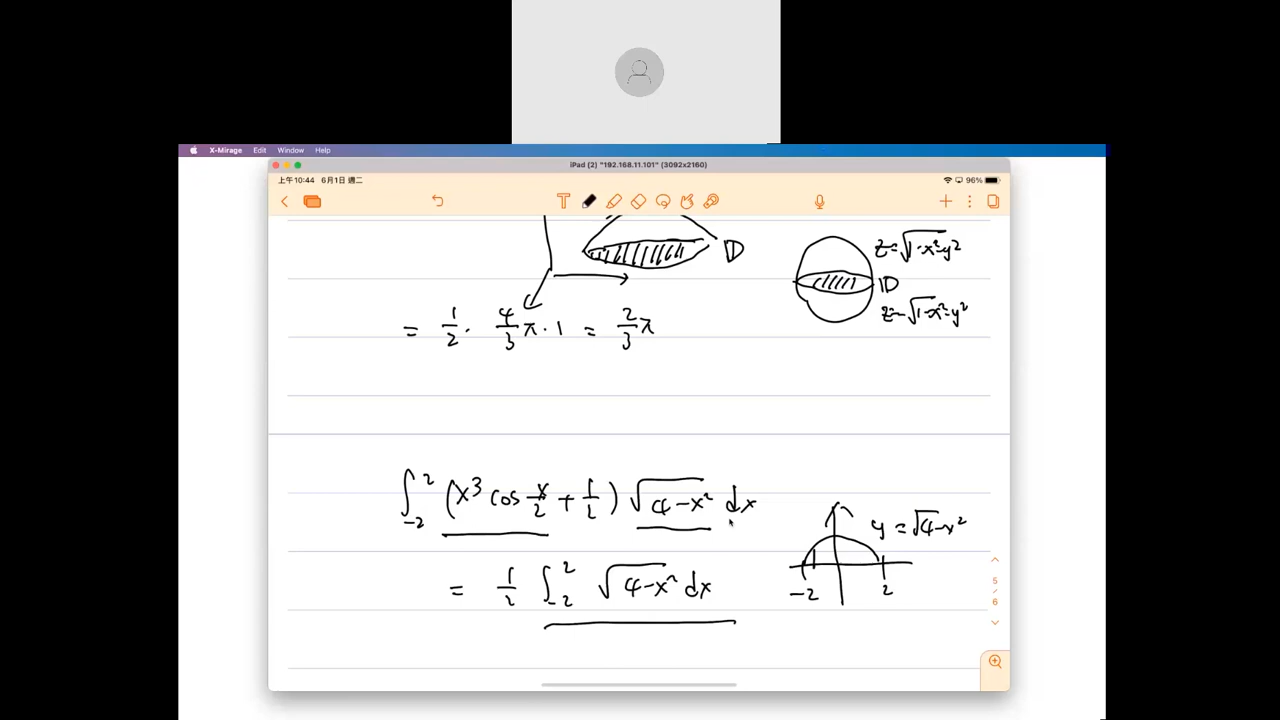 X-Mirage Edit Window Help
iPad (2) "192.168.11.101" (3092x2160)
上午10:44 6月1日 週二
96%
D
z=√1-x²-y²
D
z=√1-x²-y²
= 1/2 · 4/3 π · 1 = 2/3 π
∫_{-2}^{2} (x³ cos x/2 + 1/2) √4-x² dx
y = √4-x²
-2 2
= 1/2 ∫_{-2}^{2} √4-x² dx
5/6